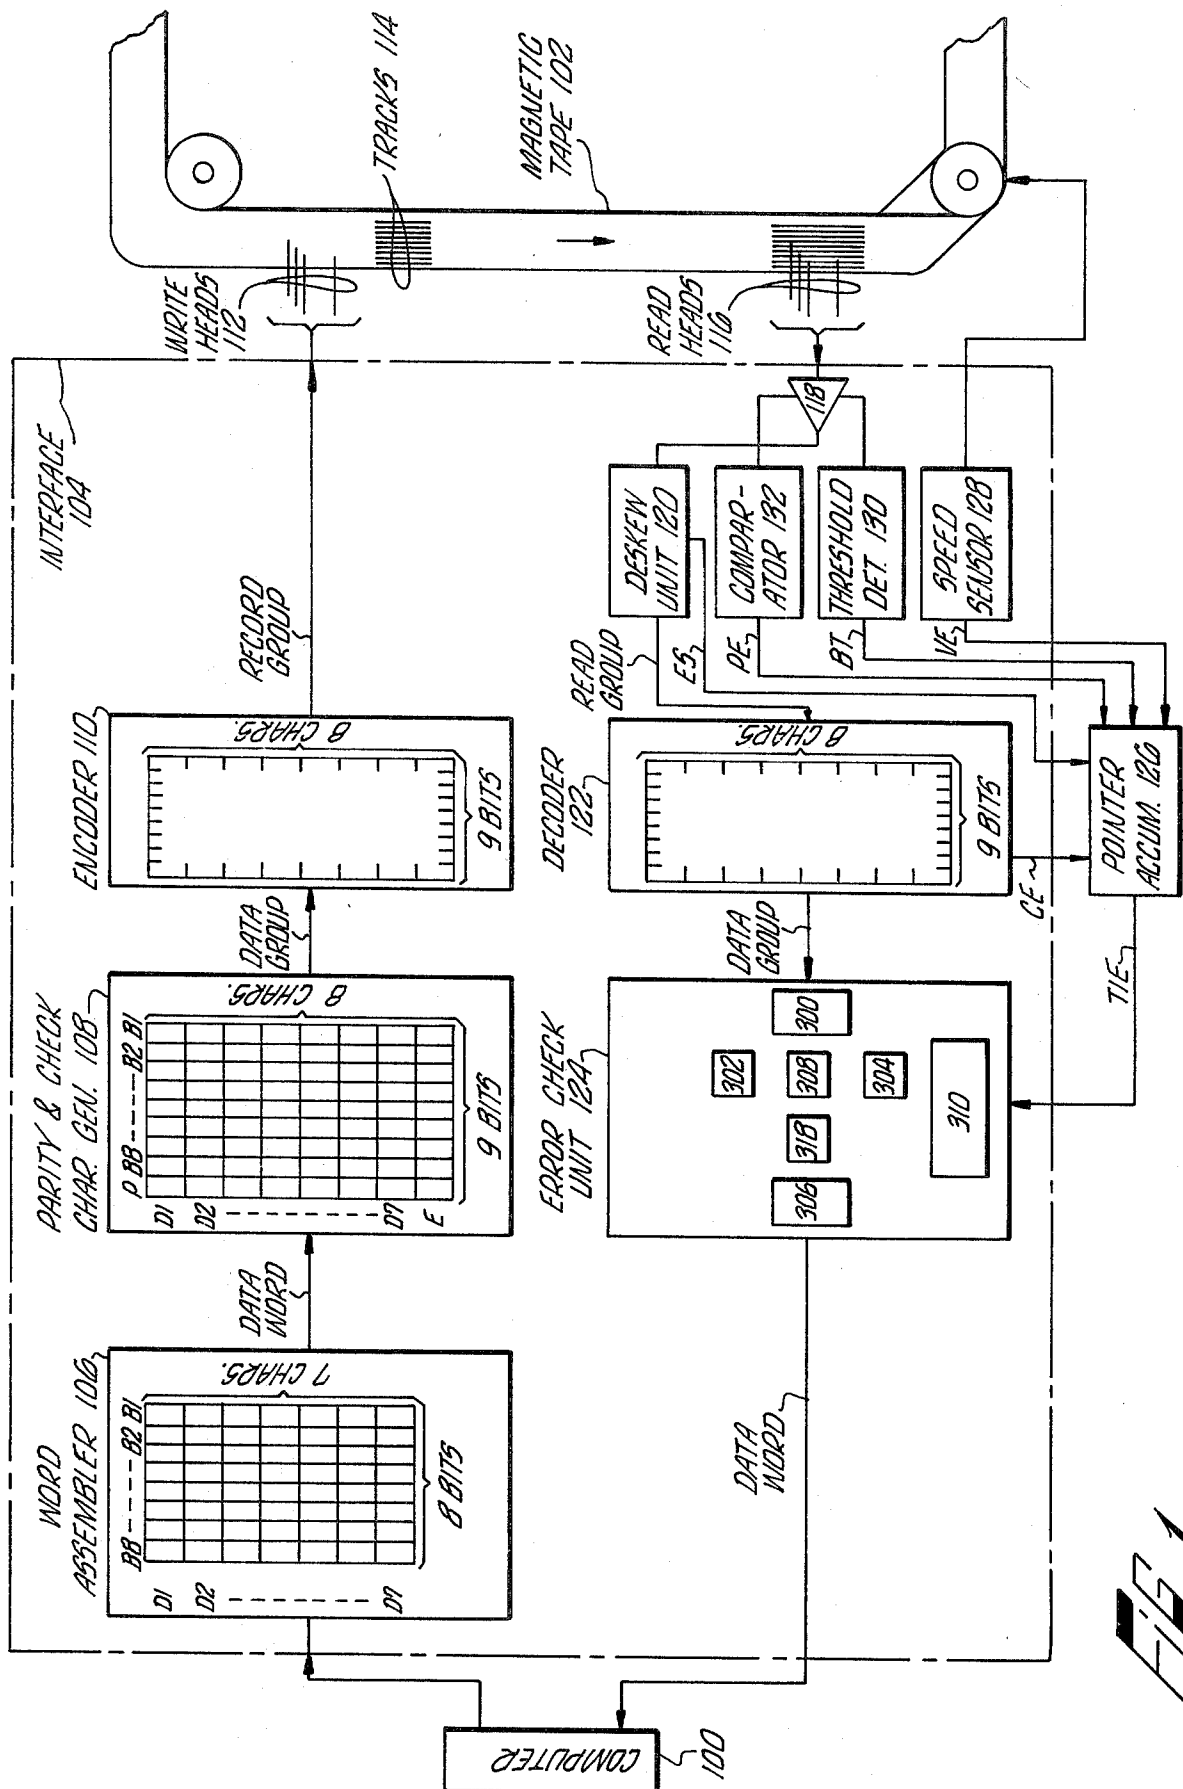 INTERFACE
104
WRITE
HEADS
112
TRACKS 114
MAGNETIC
TAPE 102
READ
HEADS
116
COMPUTER
100
WORD
ASSEMBLER 106
B8 ----- B2 B1
D1
D2
D7
7 CHARS.
8 BITS
DATA
WORD
PARITY & CHECK
CHAR. GEN. 108
P B8 ----- B2 B1
D1
D2
D7
E
8 CHARS.
9 BITS
DATA
GROUP
ENCODER 110
8 CHARS.
9 BITS
RECORD
GROUP
118
DESKEW
UNIT 120
COMPAR-
ATOR 132
THRESHOLD
DET. 130
SPEED
SENSOR 128
READ
GROUP
ES
PE
BT
VE
DECODER
122
8 CHARS.
9 BITS
CE
POINTER
ACCUM. 126
TIE
DATA
GROUP
ERROR CHECK
UNIT 124
300
302
308
304
318
306
310
DATA
WORD
FIG 1